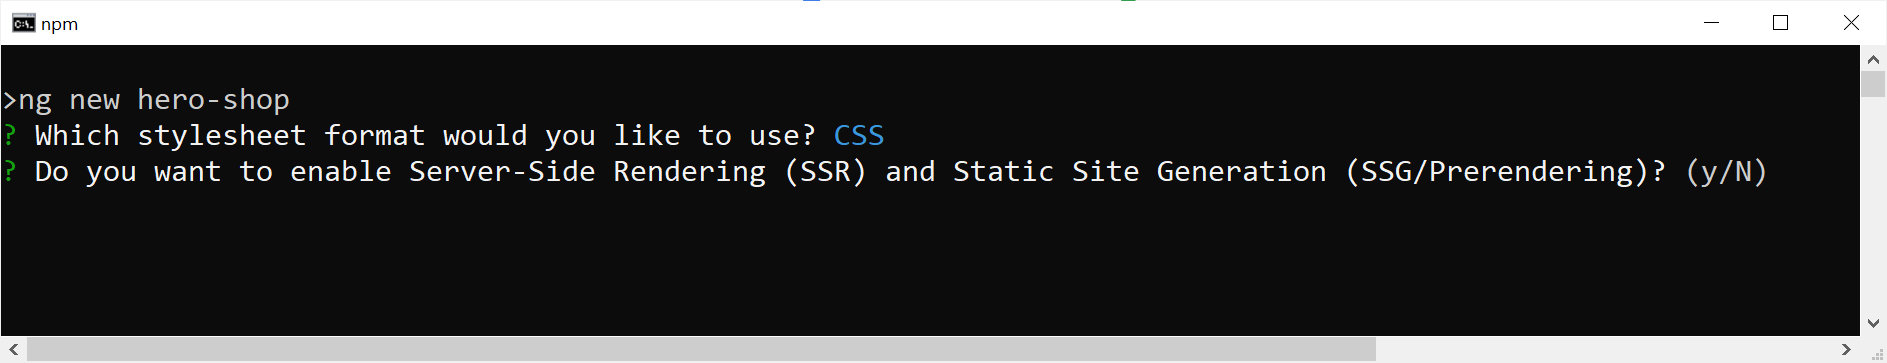 npm
>ng new hero-shop
? Which stylesheet format would you like to use? CSS
? Do you want to enable Server-Side Rendering (SSR) and Static Site Generation (SSG/Prerendering)? (y/N)